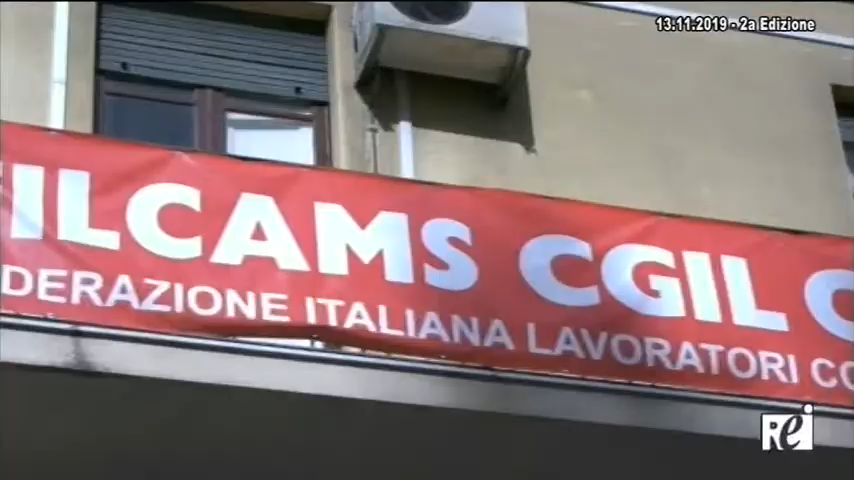 13.11.2019 - 2a Edizione
ILCAMS CGIL C
DERAZIONE ITALIANA LAVORATORI CO
Rei